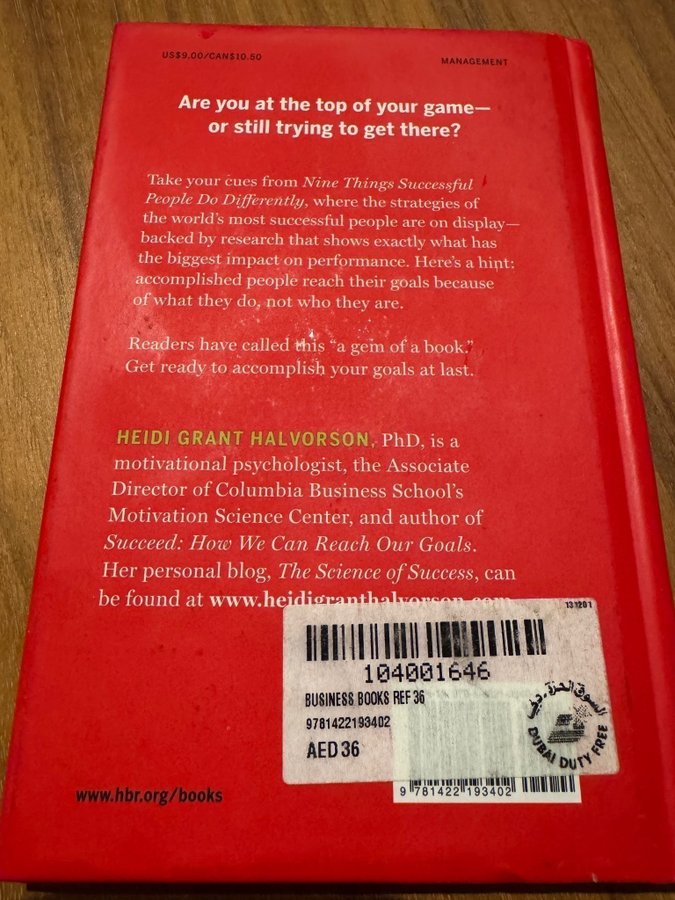 US$9.00/CAN$10.50
MANAGEMENT
Are you at the top of your game—
or still trying to get there?
Take your cues from Nine Things Successful
People Do Differently, where the strategies of
the world's most successful people are on display—
backed by research that shows exactly what has
the biggest impact on performance. Here's a hint:
accomplished people reach their goals because
of what they do, not who they are.
Readers have called this "a gem of a book."
Get ready to accomplish your goals at last.
HEIDI GRANT HALVORSON, PhD, is a
motivational psychologist, the Associate
Director of Columbia Business School's
Motivation Science Center, and author of
Succeed: How We Can Reach Our Goals.
Her personal blog, The Science of Success, can
be found at www.heidigranthalvorson.com.
131201
104001646
BUSINESS BOOKS REF 36
9781422193402
AED 36
السوق الحرة، دبي
DUBAI DUTY FREE
www.hbr.org/books
9 781422 193402